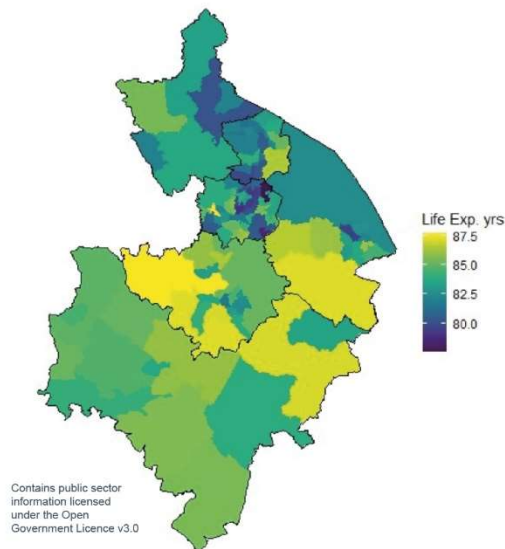 Life Exp. yrs
87.5
85.0
82.5
80.0
Contains public sector
information licensed
under the Open
Government Licence v3.0